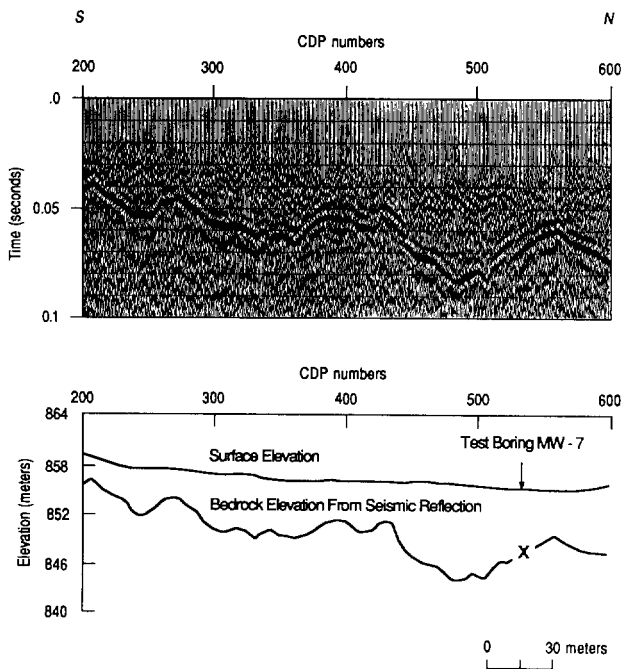 S N
CDP numbers
200 300 400 500 600
.0
0.05
0.1
Time (seconds)
CDP numbers
200 300 400 500 600
864
858
852
846
840
Elevation (meters)
Test Boring MW - 7
Surface Elevation
Bedrock Elevation From Seismic Reflection
X
0 30 meters